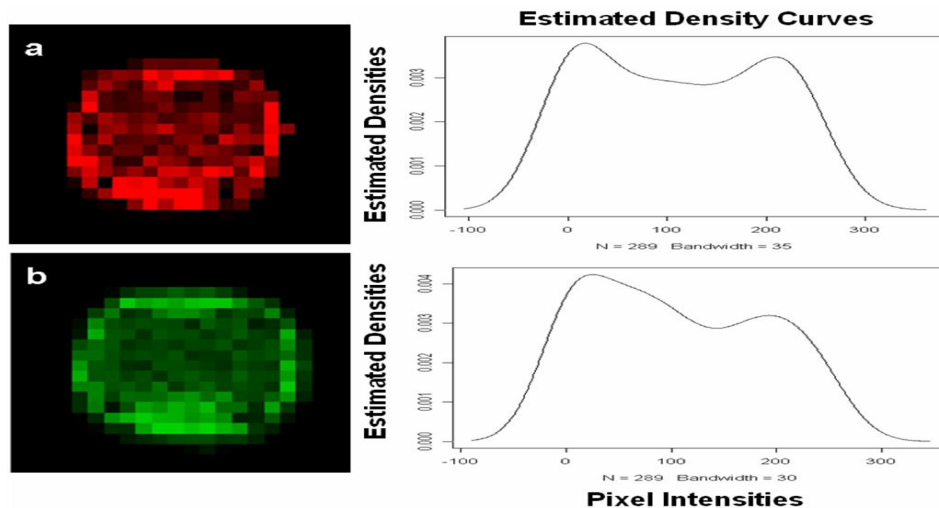 Estimated Density Curves
a
Estimated Densities
0.000 0.001 0.002 0.003
-100 0 100 200 300
N = 289 Bandwidth = 35
b
Estimated Densities
0.000 0.001 0.002 0.003 0.004
-100 0 100 200 300
N = 289 Bandwidth = 30
Pixel Intensities